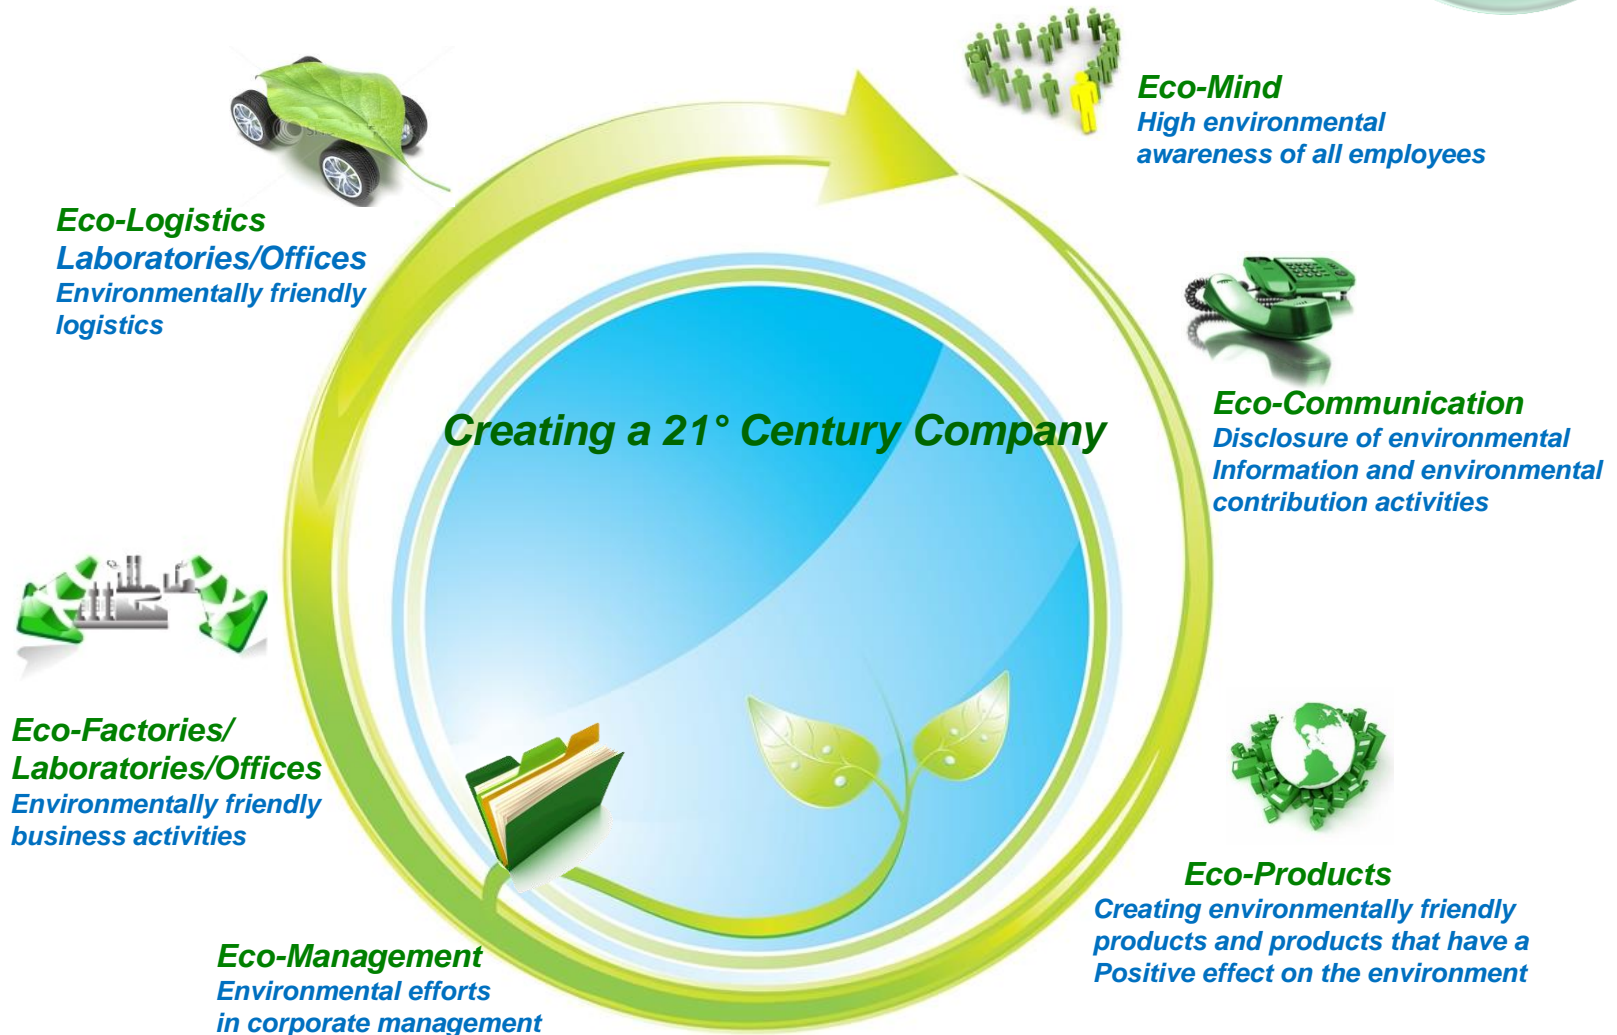 Eco-Mind
High environmental
awareness of all employees
Eco-Logistics
Laboratories/Offices
Environmentally friendly
logistics
Creating a 21° Century Company
Eco-Communication
Disclosure of environmental
Information and environmental
contribution activities
Eco-Factories/
Laboratories/Offices
Environmentally friendly
business activities
Eco-Products
Creating environmentally friendly
products and products that have a
Positive effect on the environment
Eco-Management
Environmental efforts
in corporate management